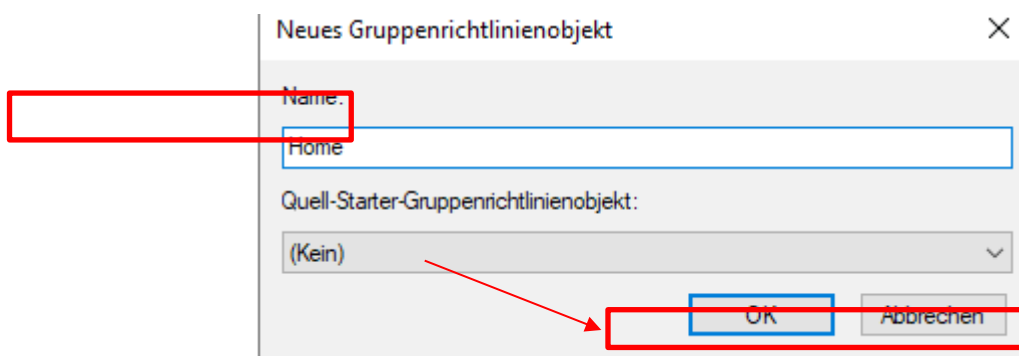 Neues Gruppenrichtlinienobjekt
Name:
Home
Quell-Starter-Gruppenrichtlinienobjekt:
(Kein)
OK
Abbrechen